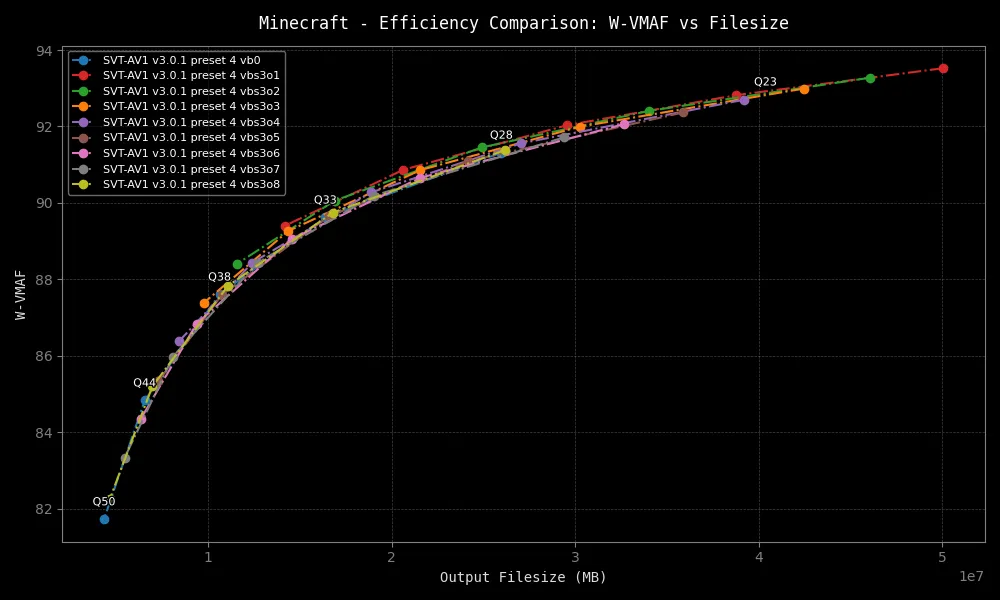 Minecraft - Efficiency Comparison: W-VMAF vs Filesize
SVT-AV1 v3.0.1 preset 4 vb0
SVT-AV1 v3.0.1 preset 4 vbs3o1
SVT-AV1 v3.0.1 preset 4 vbs3o2
SVT-AV1 v3.0.1 preset 4 vbs3o3
SVT-AV1 v3.0.1 preset 4 vbs3o4
SVT-AV1 v3.0.1 preset 4 vbs3o5
SVT-AV1 v3.0.1 preset 4 vbs3o6
SVT-AV1 v3.0.1 preset 4 vbs3o7
SVT-AV1 v3.0.1 preset 4 vbs3o8
94
92
90
88
86
84
82
W-VMAF
Q23
Q28
Q33
Q38
Q44
Q50
1 2 3 4 5
1e7
Output Filesize (MB)